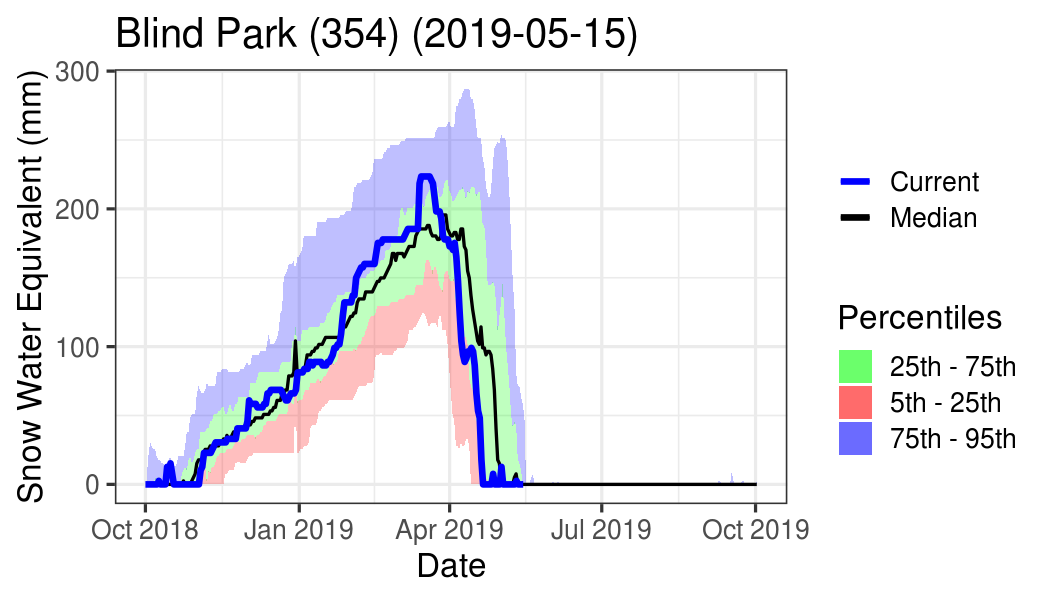 Blind Park (354) (2019-05-15)
Snow Water Equivalent (mm)
300
200
100
0
Oct 2018
Jan 2019
Apr 2019
Jul 2019
Oct 2019
Date
Current
Median
Percentiles
25th - 75th
5th - 25th
75th - 95th